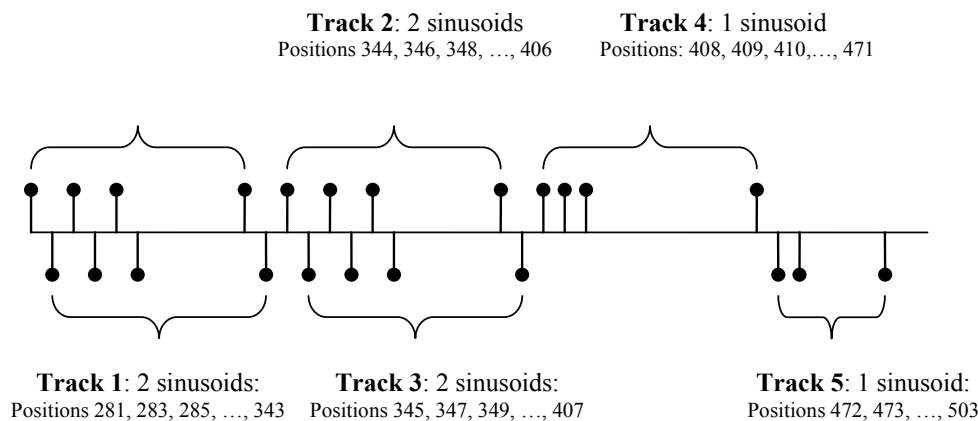 Track 2: 2 sinusoids
Positions 344, 346, 348, …, 406
Track 4: 1 sinusoid
Positions: 408, 409, 410,…, 471
Track 1: 2 sinusoids:
Positions 281, 283, 285, …, 343
Track 3: 2 sinusoids:
Positions 345, 347, 349, …, 407
Track 5: 1 sinusoid:
Positions 472, 473, …, 503